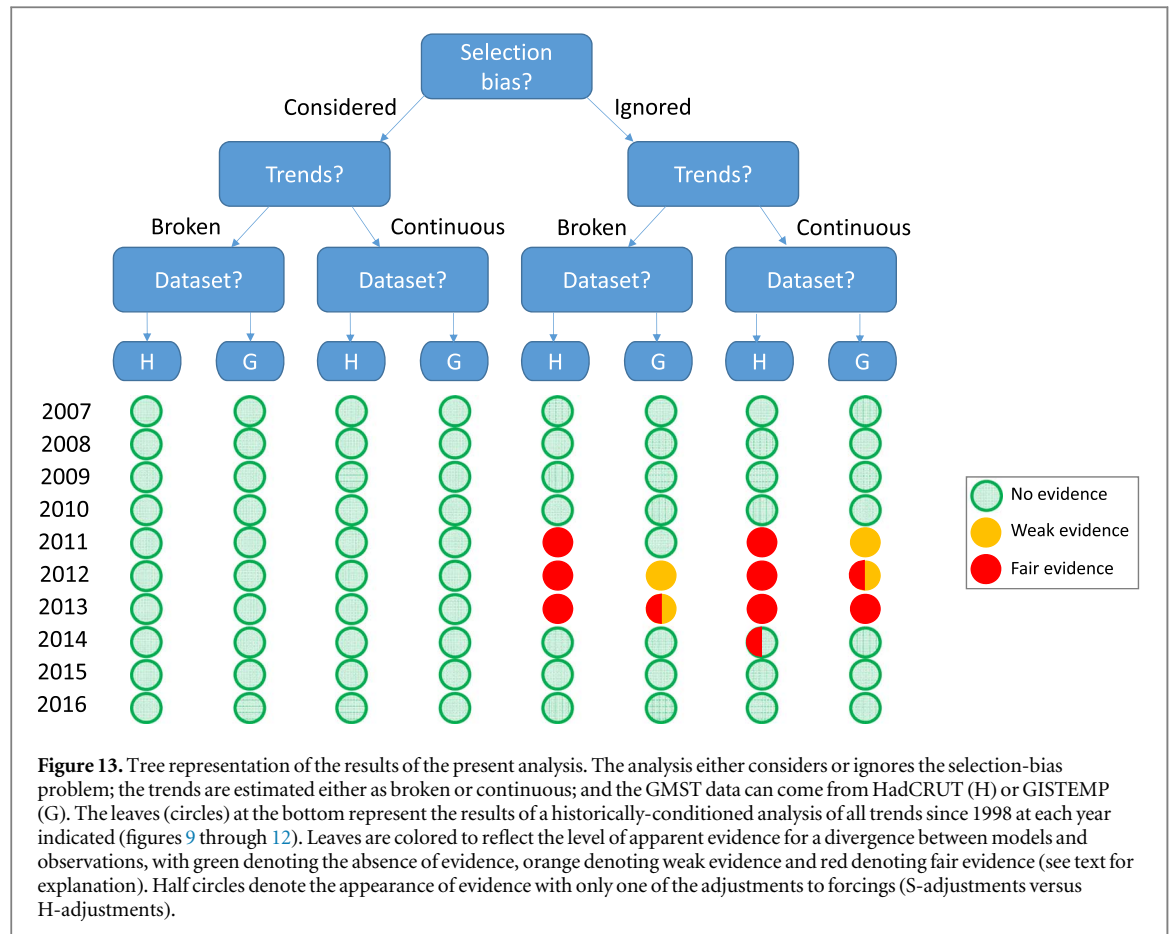 Selection
bias?
Considered
Ignored
Trends?
Trends?
Broken
Continuous
Broken
Continuous
Dataset?
Dataset?
Dataset?
Dataset?
H
G
H
G
H
G
H
G
2007
2008
2009
2010
2011
2012
2013
2014
2015
2016
No evidence
Weak evidence
Fair evidence
Figure 13. Tree representation of the results of the present analysis. The analysis either considers or ignores the selection-bias
problem; the trends are estimated either as broken or continuous; and the GMST data can come from HadCRUT (H) or GISTEMP
(G). The leaves (circles) at the bottom represent the results of a historically-conditioned analysis of all trends since 1998 at each year
indicated (figures 9 through 12). Leaves are colored to reflect the level of apparent evidence for a divergence between models and
observations, with green denoting the absence of evidence, orange denoting weak evidence and red denoting fair evidence (see text for
explanation). Half circles denote the appearance of evidence with only one of the adjustments to forcings (S-adjustments versus
H-adjustments).